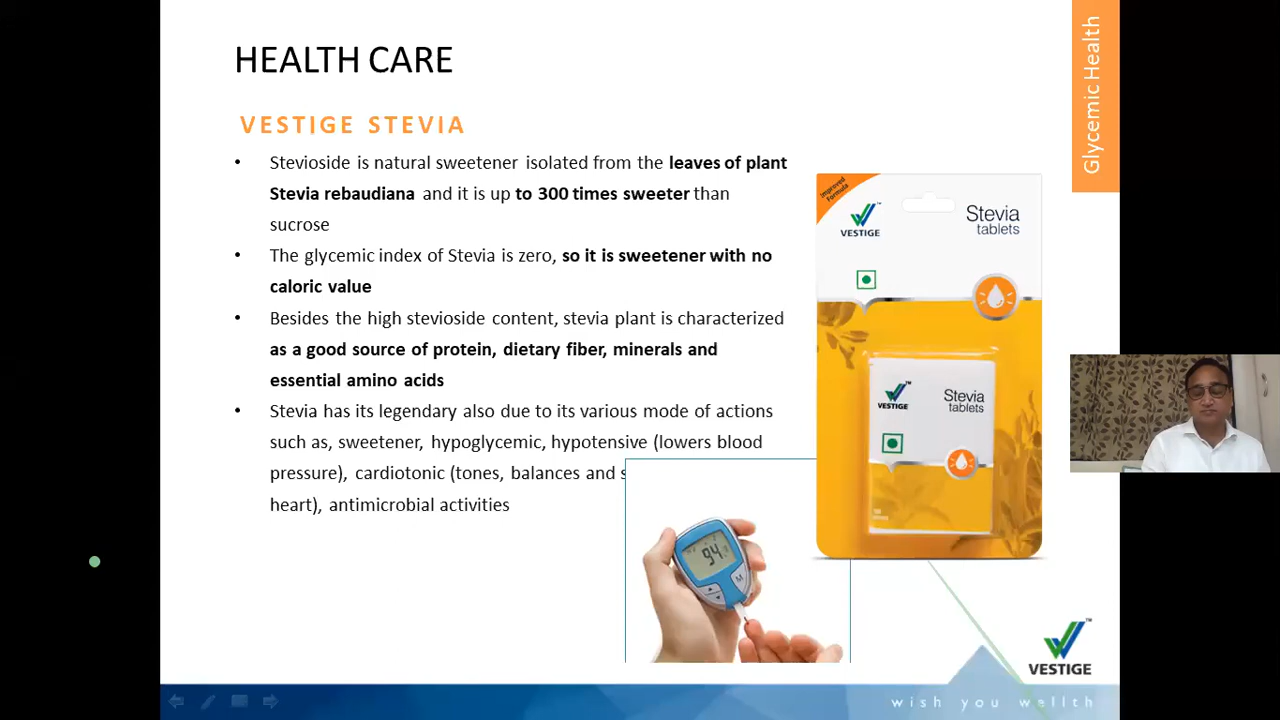 HEALTH CARE
VESTIGE STEVIA
• Stevioside is natural sweetener isolated from the leaves of plant
Stevia rebaudiana and it is up to 300 times sweeter than
sucrose
• The glycemic index of Stevia is zero, so it is sweetener with no
caloric value
• Besides the high stevioside content, stevia plant is characterized
as a good source of protein, dietary fiber, minerals and
essential amino acids
• Stevia has its legendary also due to its various mode of actions
such as, sweetener, hypoglycemic, hypotensive (lowers blood
pressure), cardiotonic (tones, balances and
heart), antimicrobial activities
Glycemic Health
Improved
Formula
VESTIGE
Stevia
tablets
VESTIGE
Stevia
tablets
94
M
VESTIGE
wish you wellth